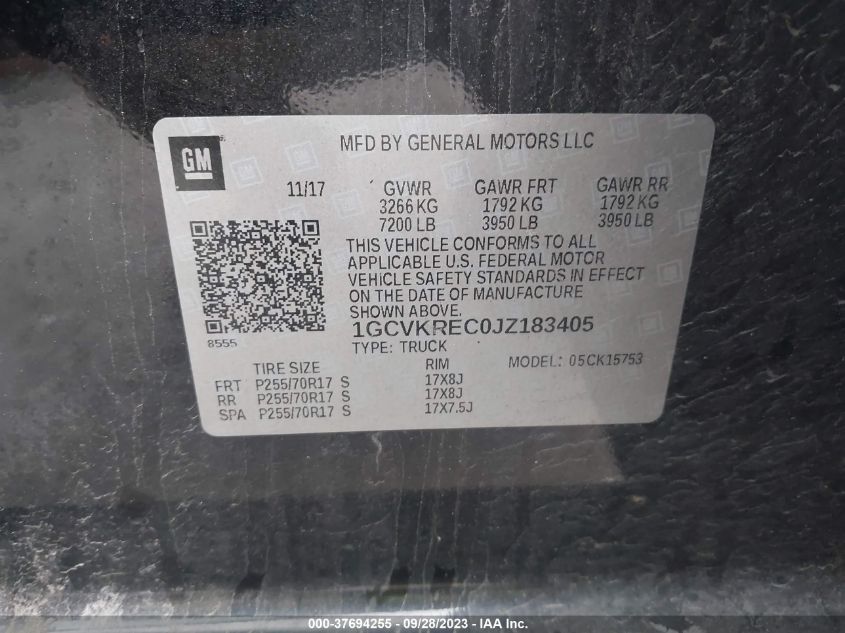 GM
MFD BY GENERAL MOTORS LLC
11/17 GVWR GAWR FRT GAWR RR
3266 KG 1792 KG 1792 KG
7200 LB 3950 LB 3950 LB
THIS VEHICLE CONFORMS TO ALL
APPLICABLE U.S. FEDERAL MOTOR
VEHICLE SAFETY STANDARDS IN EFFECT
ON THE DATE OF MANUFACTURE
SHOWN ABOVE.
1GCVKREC0JZ183405
8555
TYPE: TRUCK
TIRE SIZE RIM MODEL: 05CK15753
FRT P255/70R17 S 17X8J
RR P255/70R17 S 17X8J
SPA P255/70R17 S 17X7.5J
000-37694255 - 09/28/2023 - IAA Inc.